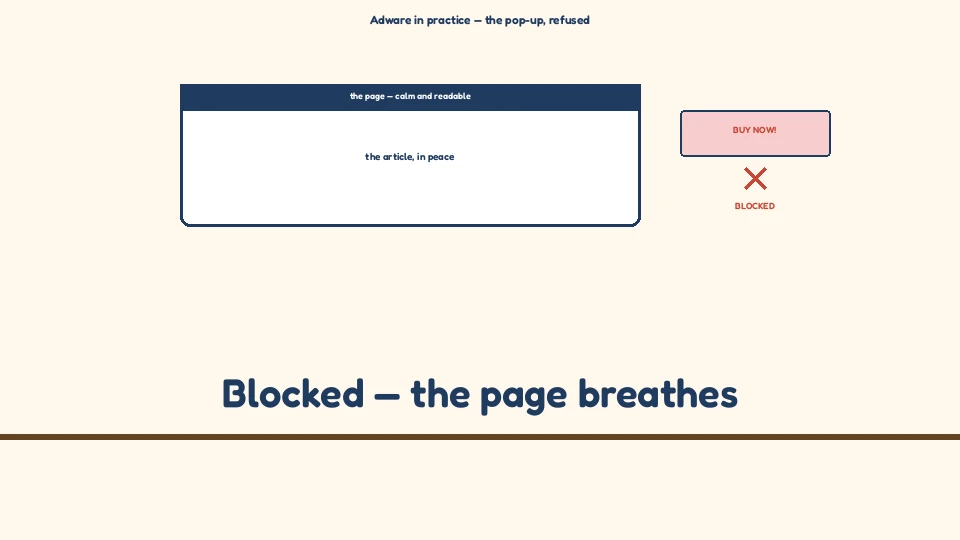 Adware in practice — the pop-up, refused
the page — calm and readable
BUY NOW!
the article, in peace
BLOCKED
Blocked — the page breathes